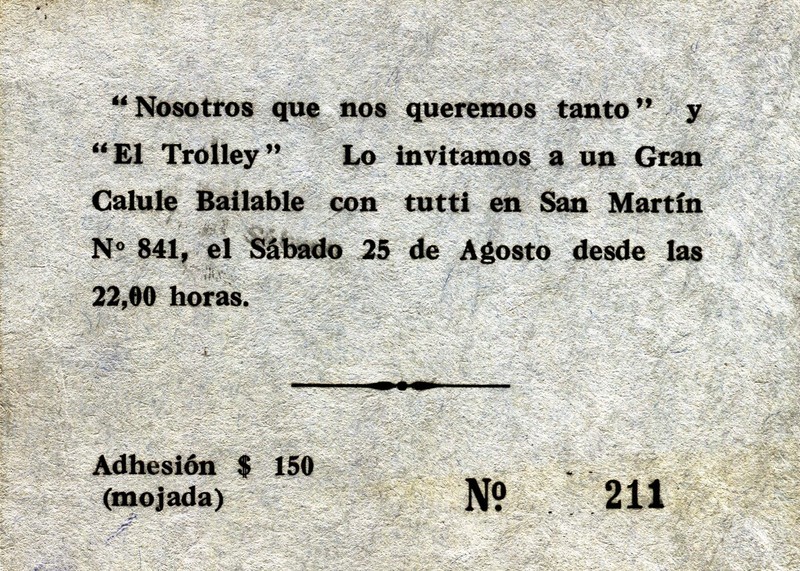 “Nosotros que nos queremos tanto” y
“El Trolley” Lo invitamos a un Gran
Calule Bailable con tutti en San Martín
Nº 841, el Sábado 25 de Agosto desde las
22,00 horas.
Adhesión $ 150
(mojada)
Nº 211